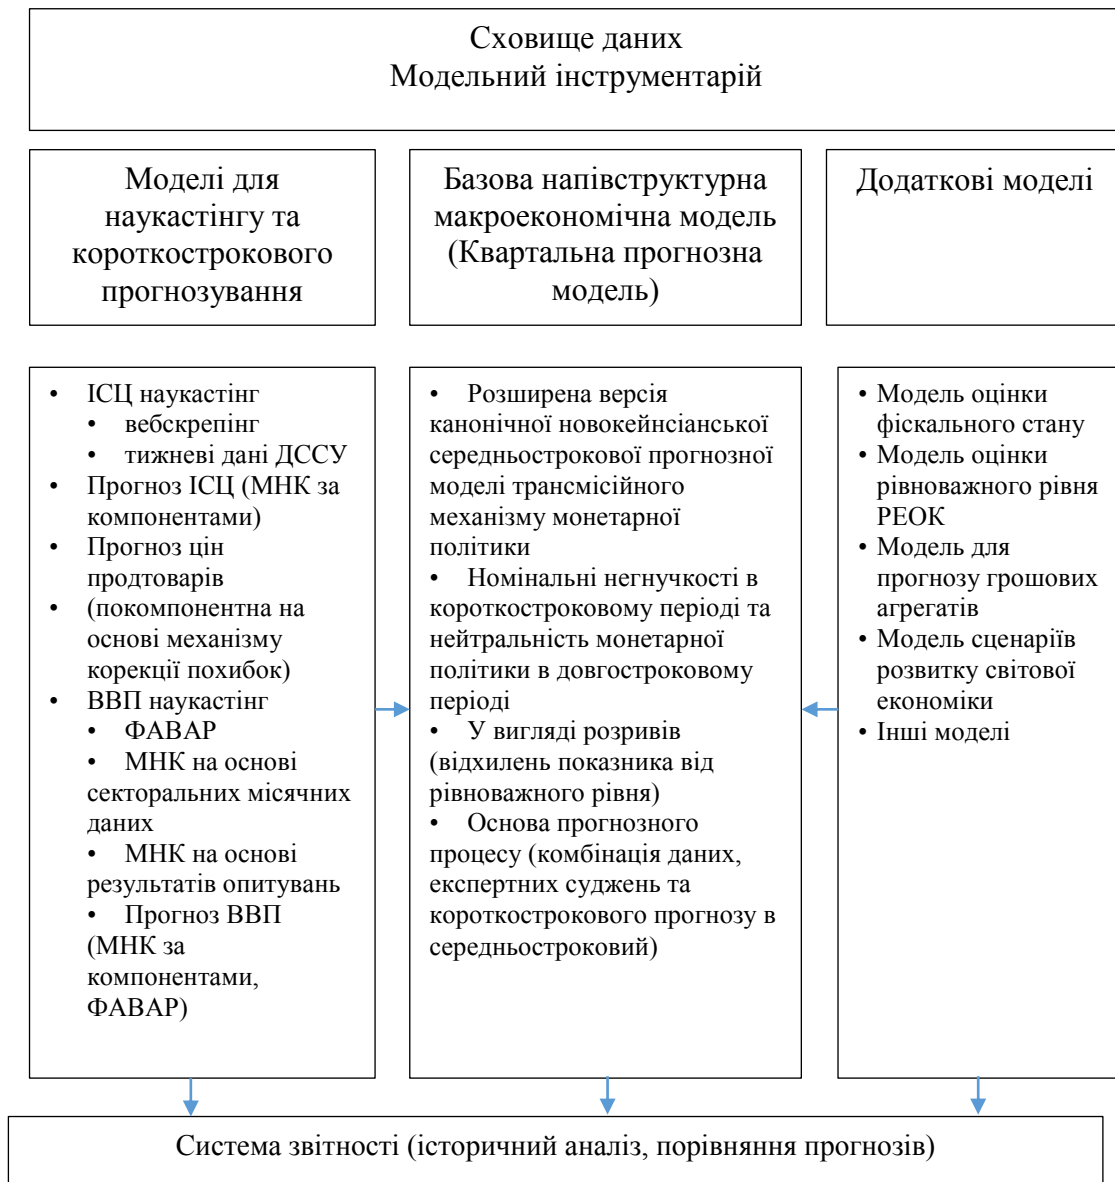 Сховище даних
Модельний інструментарій
Моделі для
наукастінгу та
короткострокового
прогнозування
Базова напівструктурна
макроекономічна модель
(Квартальна прогнозна
модель)
Додаткові моделі
• ІСЦ наукастінг
• вебскрепінг
• тижневі дані ДССУ
• Прогноз ІСЦ (МНК за
компонентами)
• Прогноз цін
продтоварів
• (покомпонентна на
основі механізму
корекції похибок)
• ВВП наукастінг
• ФАВАР
• МНК на основі
секторальних місячних
даних
• МНК на основі
результатів опитувань
• Прогноз ВВП
(МНК за
компонентами,
ФАВАР)
• Розширена версія
канонічної новокейнсіанської
середньострокової прогнозної
моделі трансмісійного
механізму монетарної
політики
• Номінальні негнучкості в
короткостроковому періоді та
нейтральність монетарної
політики в довгостроковому
періоді
• У вигляді розривів
(відхилень показника від
рівноважного рівня)
• Основа прогнозного
процесу (комбінація даних,
експертних суджень та
короткострокового прогнозу в
середньостроковий)
• Модель оцінки
фіскального стану
• Модель оцінки
рівноважного рівня
РЕОК
• Модель для
прогнозу грошових
агрегатів
• Модель сценаріїв
розвитку світової
економіки
• Інші моделі
Система звітності (історичний аналіз, порівняння прогнозів)